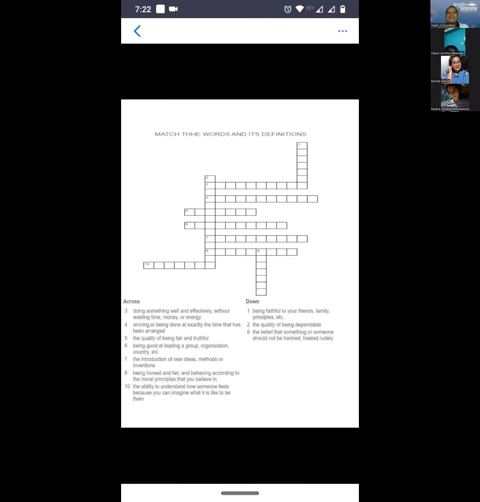 7:22
MATCH THHE WORDS AND ITS DEFINITIONS
Across
3 doing something well and effectively, without
wasting time, money, or energy
4 arriving,or being done at exactly the time that has
been arranged
5 the quality of being fair and truthful
6 being good at leading a group, organization,
country, etc
7 the introduction of new ideas, methods or
inventions
8 being honest and fair, and behaving according to
the moral principles that you believe in
10 the ability to understand how someone feels
because you can imagine what it is like to be
them
Down
1 being faithful to your friends, family,
principles, etc.
2 the quality of being dependable
9 the belief that something or someone
should not be harmed, treated rudely